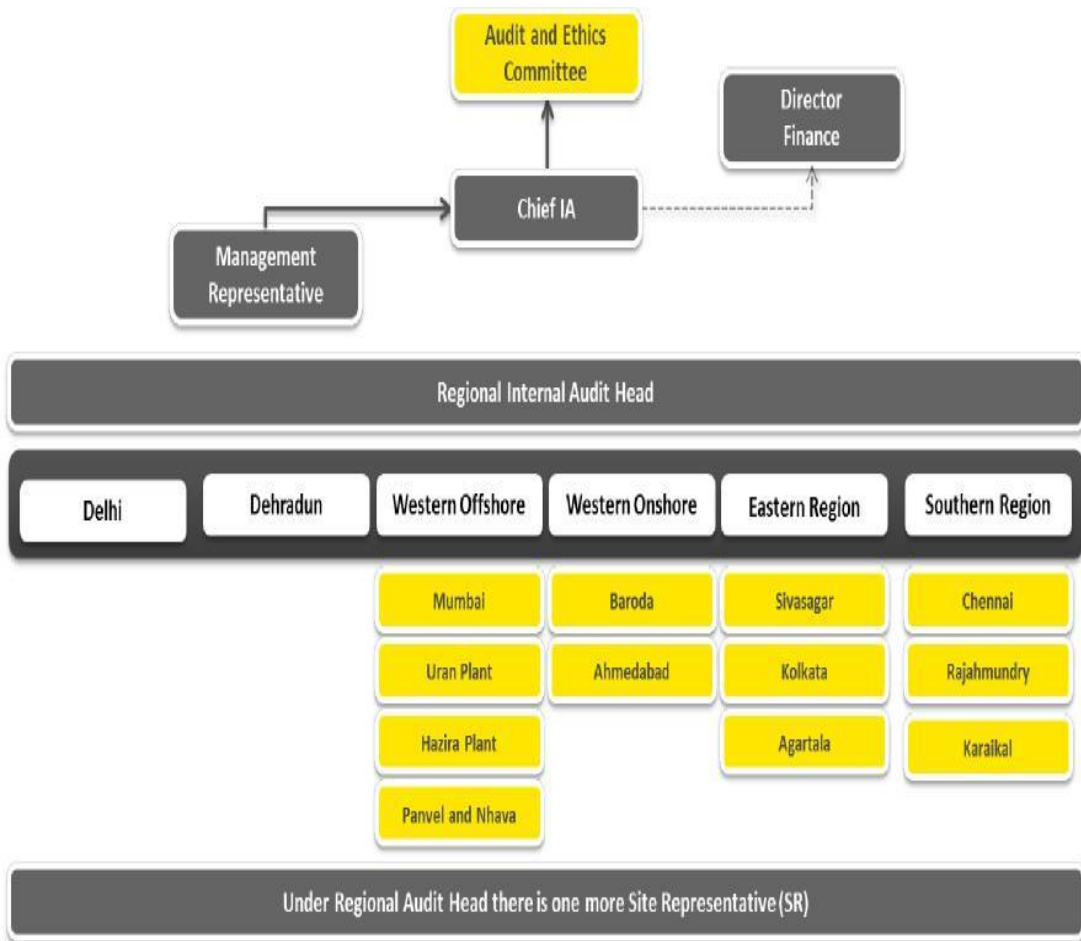 Audit and Ethics
Committee
Director
Finance
Chief IA
Management
Representative
Regional Internal Audit Head
Delhi
Dehradun
Western Offshore
Western Onshore
Eastern Region
Southern Region
Mumbai
Baroda
Sivasagar
Chennai
Uran Plant
Ahmedabad
Kolkata
Rajahmundry
Hazira Plant
Agartala
Karaikal
Panvel and Nhava
Under Regional Audit Head there is one more Site Representative (SR)